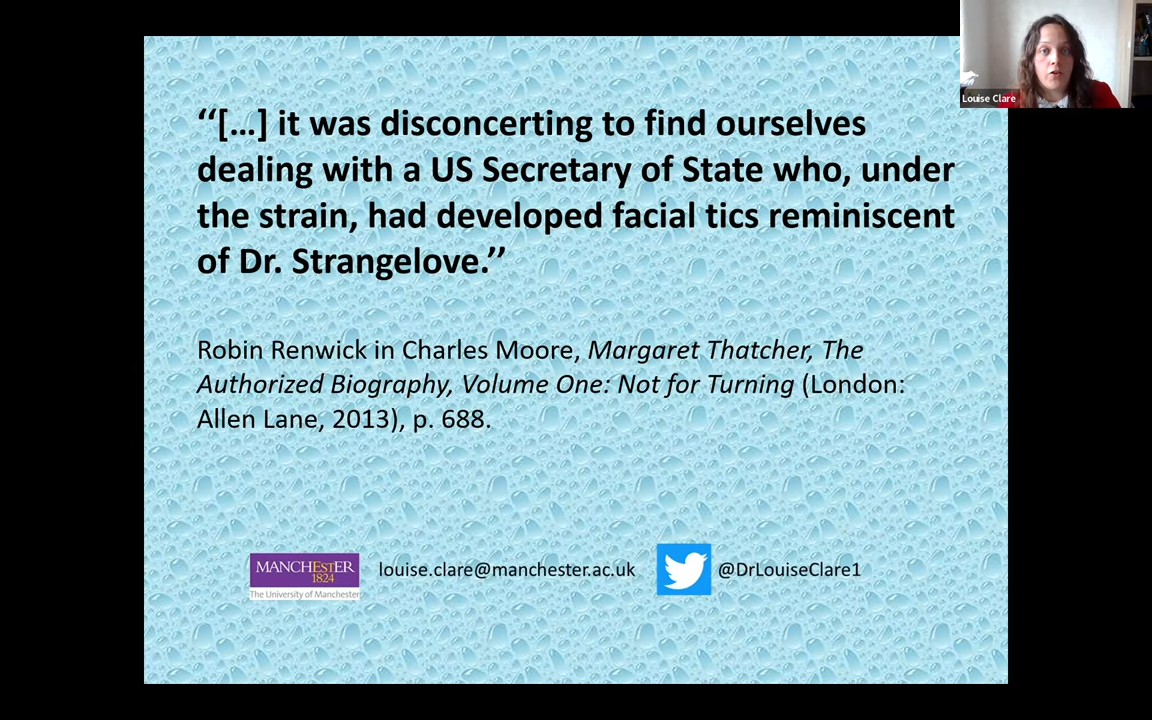 ‘‘[…] it was disconcerting to find ourselves
dealing with a US Secretary of State who, under
the strain, had developed facial tics reminiscent
of Dr. Strangelove.’’
Robin Renwick in Charles Moore, Margaret Thatcher, The
Authorized Biography, Volume One: Not for Turning (London:
Allen Lane, 2013), p. 688.
MANCHESTER
1824
The University of Manchester
louise.clare@manchester.ac.uk
@DrLouiseClare1
Louise Clare